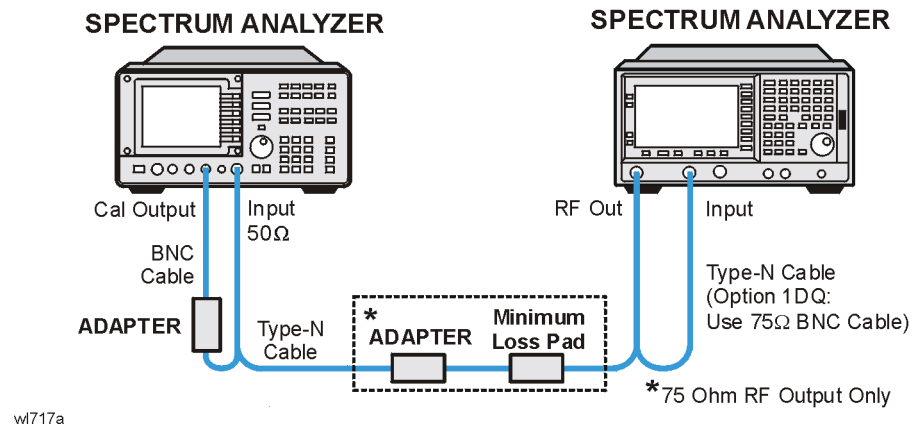 SPECTRUM ANALYZER
SPECTRUM ANALYZER
Cal Output
Input
50Ω
RF Out
Input
BNC
Cable
ADAPTER
Type-N
Cable
*
ADAPTER
Minimum
Loss Pad
Type-N Cable
(Option 1DQ:
Use 75Ω BNC Cable)
*75 Ohm RF Output Only
wl717a